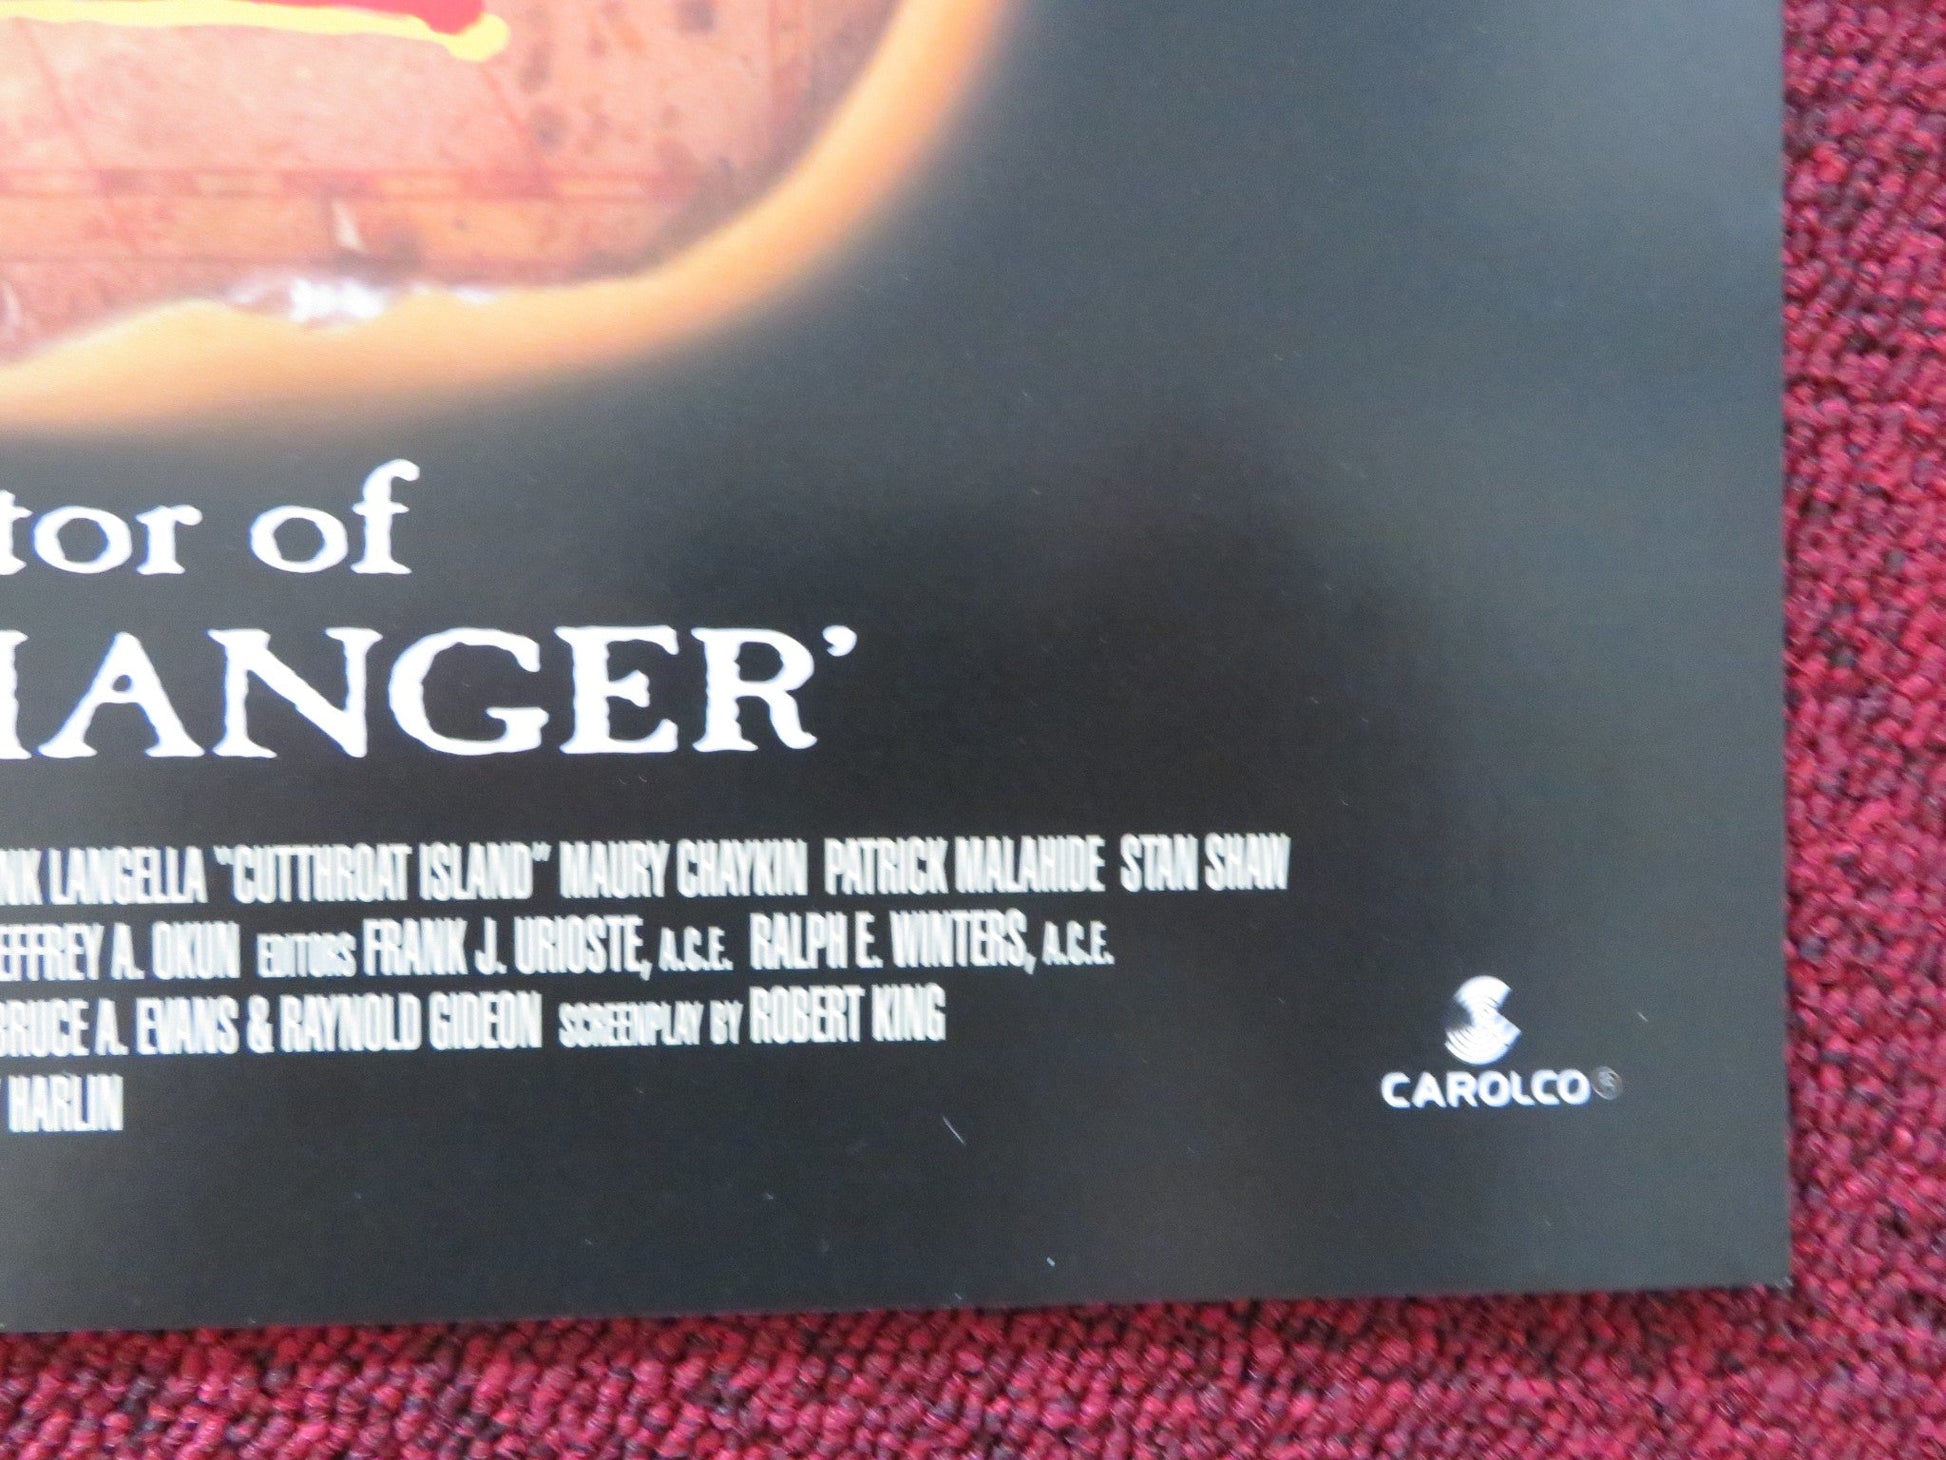 tor of
HANGER’
NK LANGELLA "CUTTHROAT ISLAND" MAURY CHAYKIN PATRICK MALAHIDE STAN SHAW
EFFREY A. OKUN EDITORS FRANK J. URIOSTE, A.C.E. RALPH E. WINTERS, A.C.E.
BRUCE A. EVANS & RAYNOLD GIDEON SCREENPLAY BY ROBERT KING
Y HARLIN
CAROLCO®